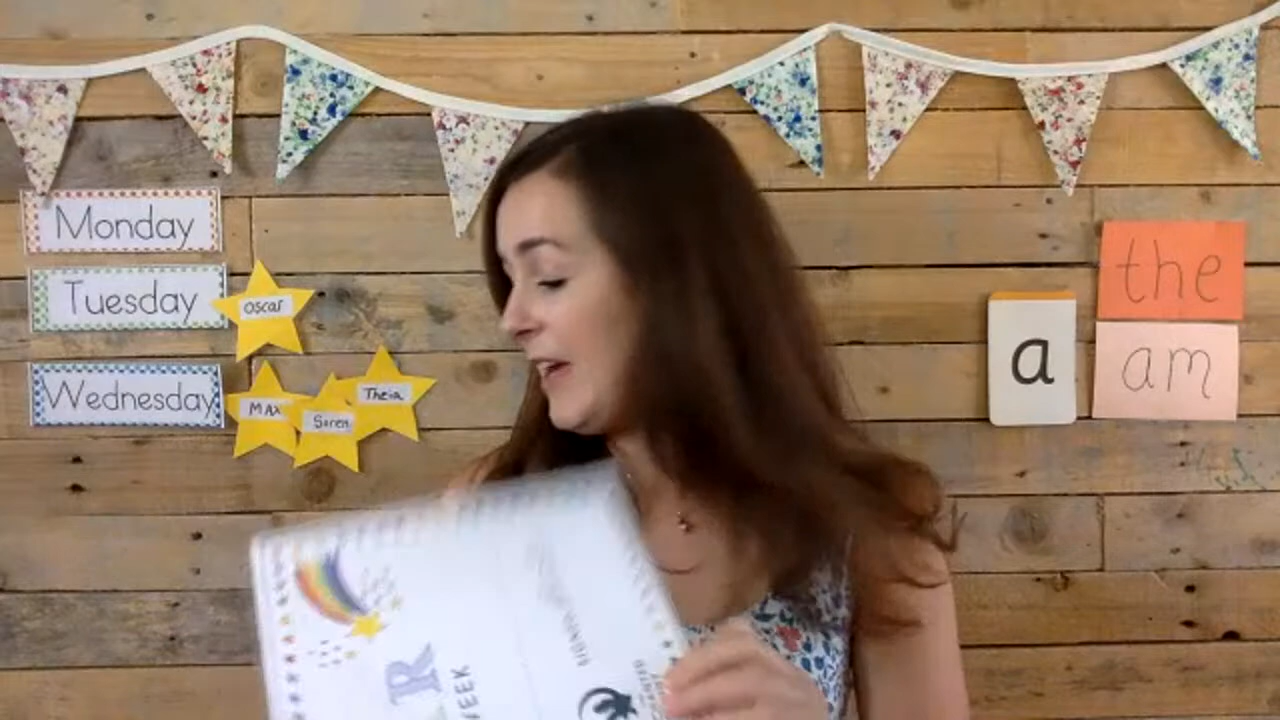 Monday
Tuesday
oscar
Wednesday
MAX
Soren
Theia
the
a
am
R
WEEK